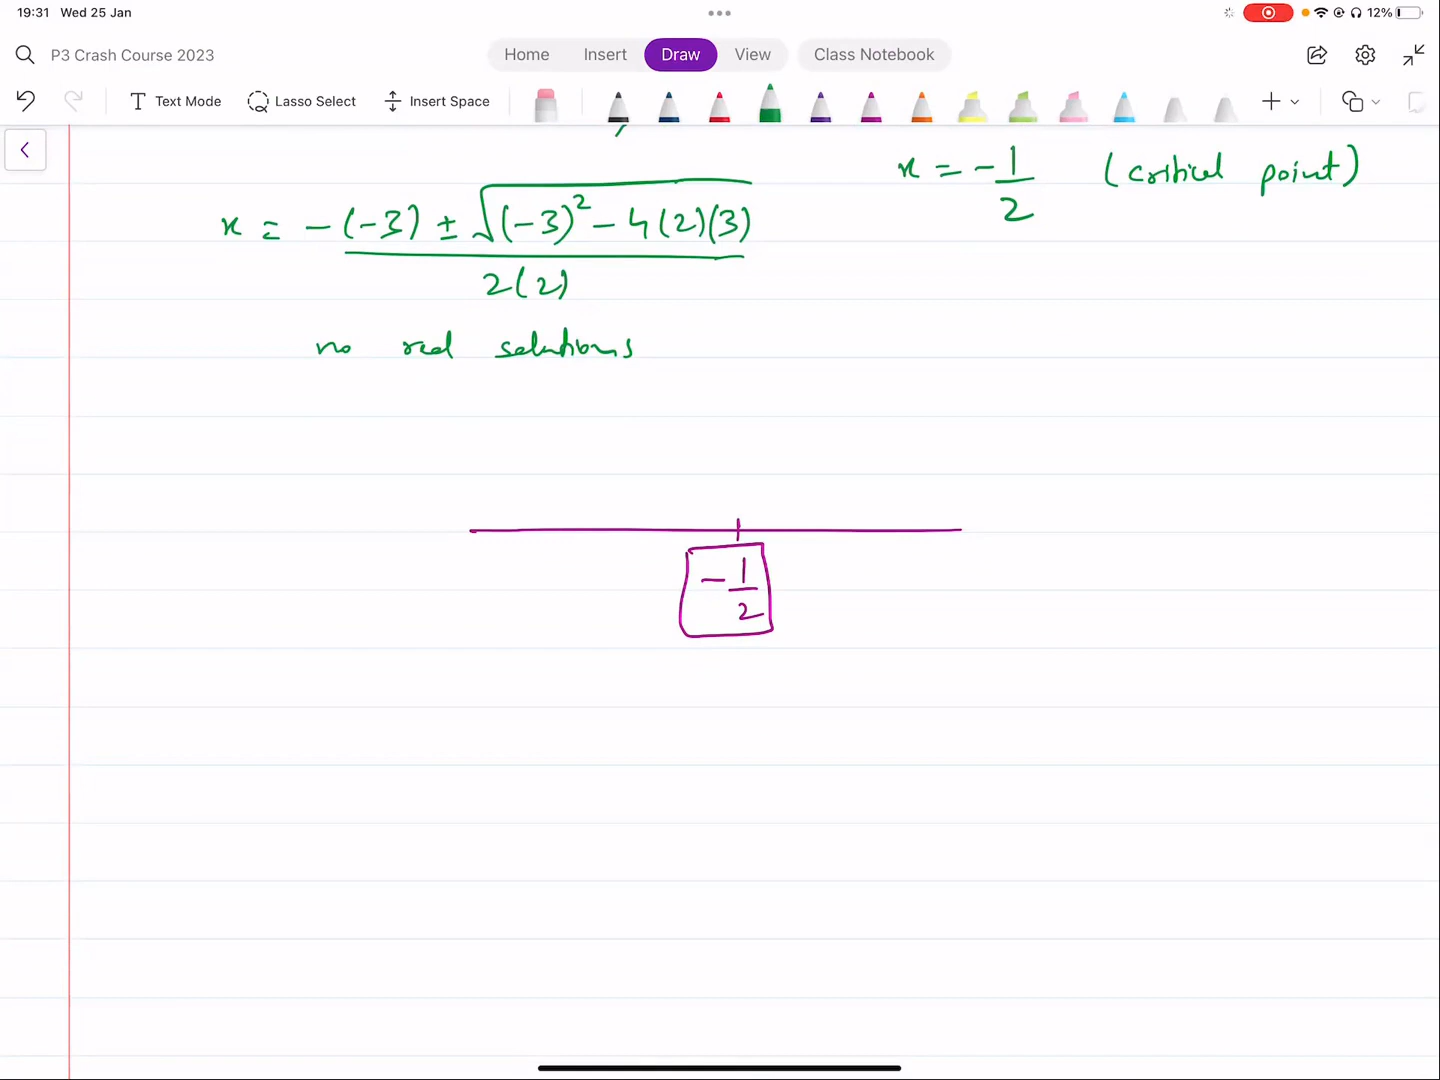 19:31 Wed 25 Jan
12%
P3 Crash Course 2023
Home Insert Draw View Class Notebook
Text Mode Lasso Select Insert Space
x = -1/2 (critical point)
x = -(-3) ± √((-3)² - 4(2)(3)) / 2(2)
no real solutions
-1/2